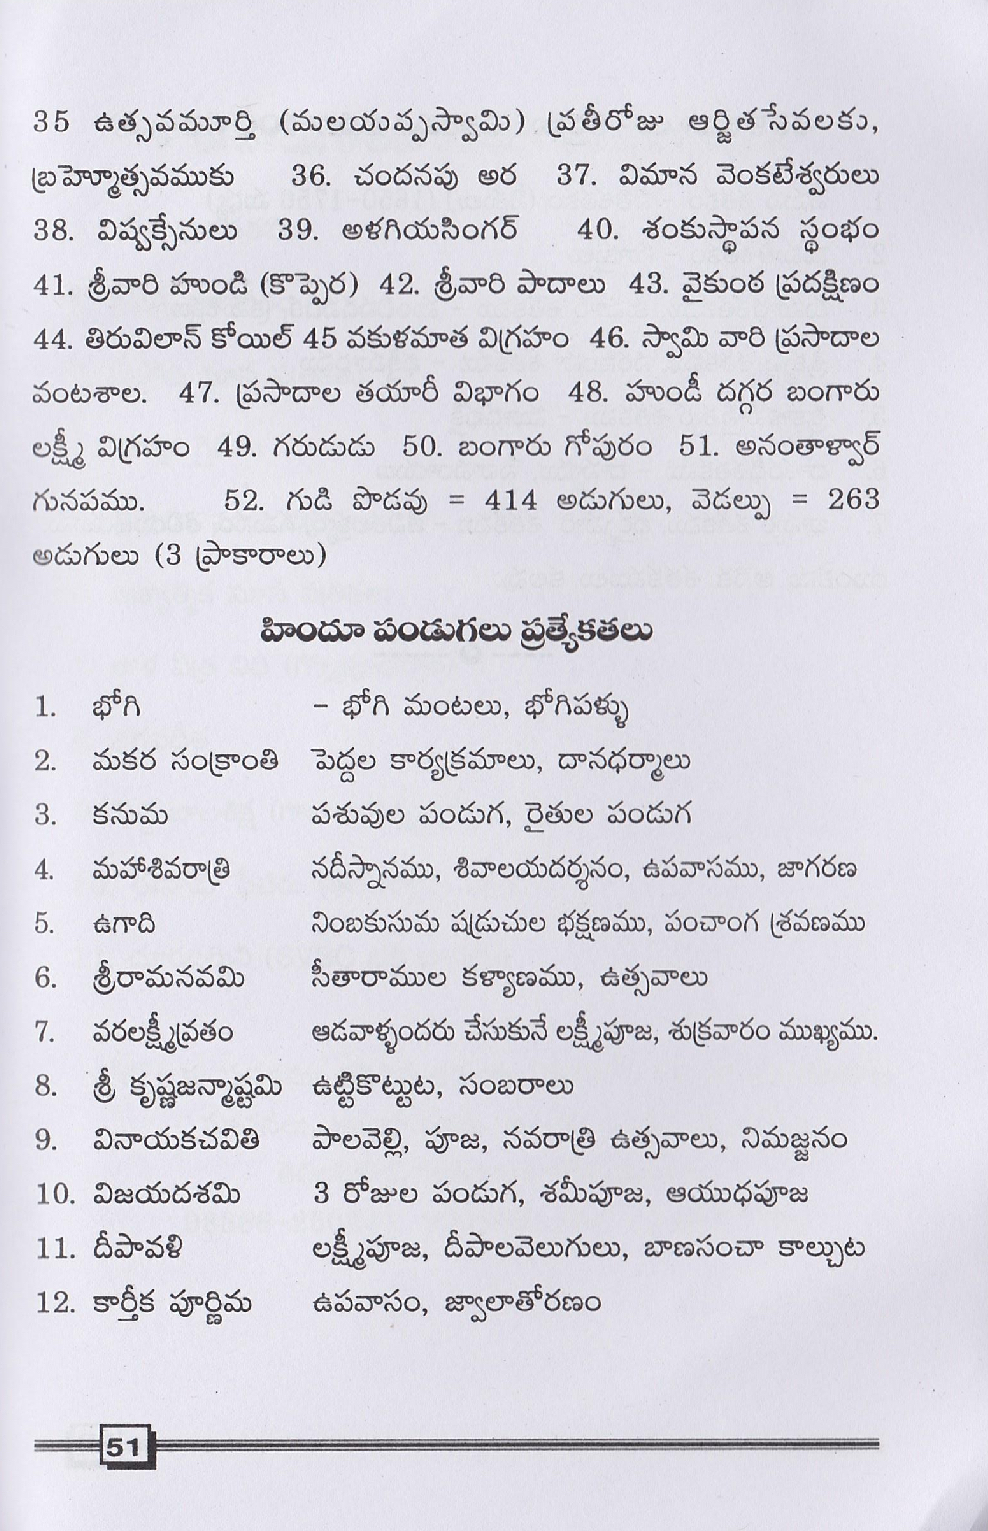 35 ఉత్సవమూర్తి (మలయప్పస్వామి) ప్రతీరోజు ఆర్జితసేవలకు,
బ్రహ్మోత్సవముకు 36. చందనపు అర 37. విమాన వెంకటేశ్వరులు
38. విష్వక్సేనులు 39. అళగియసింగర్ 40. శంకుస్థాపన స్థంభం
41. శ్రీవారి హుండి (కొప్పెర) 42. శ్రీవారి పాదాలు 43. వైకుంఠ ప్రదక్షిణం
44. తిరువిలాన్ కోయిల్ 45 వకుళమాత విగ్రహం 46. స్వామి వారి ప్రసాదాల
వంటశాల. 47. ప్రసాదాల తయారీ విభాగం 48. హుండీ దగ్గర బంగారు
లక్ష్మీ విగ్రహం 49. గరుడుడు 50. బంగారు గోపురం 51. అనంతాళ్వార్
గునపము. 52. గుడి పొడవు = 414 అడుగులు, వెడల్పు = 263
అడుగులు (3 ప్రాకారాలు)
హిందూ పండుగలు ప్రత్యేకతలు
1. భోగి - భోగి మంటలు, భోగిపళ్ళు
2. మకర సంక్రాంతి పెద్దల కార్యక్రమాలు, దానధర్మాలు
3. కనుమ పశువుల పండుగ, రైతుల పండుగ
4. మహాశివరాత్రి నదీస్నానము, శివాలయదర్శనం, ఉపవాసము, జాగరణ
5. ఉగాది నింబకుసుమ షడ్రుచుల భక్షణము, పంచాంగ శ్రవణము
6. శ్రీరామనవమి సీతారాముల కళ్యాణము, ఉత్సవాలు
7. వరలక్ష్మీవ్రతం ఆడవాళ్ళందరు చేసుకునే లక్ష్మీపూజ, శుక్రవారం ముఖ్యము.
8. శ్రీ కృష్ణజన్మాష్టమి ఉట్టికొట్టుట, సంబరాలు
9. వినాయకచవితి పాలవెల్లి, పూజ, నవరాత్రి ఉత్సవాలు, నిమజ్జనం
10. విజయదశమి 3 రోజుల పండుగ, శమీపూజ, ఆయుధపూజ
11. దీపావళి లక్ష్మీపూజ, దీపాలవెలుగులు, బాణసంచా కాల్చుట
12. కార్తీక పూర్ణిమ ఉపవాసం, జ్వాలాతోరణం
51